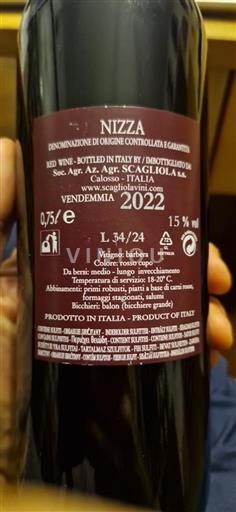 NIZZA
DENOMINAZIONE DI ORIGINE CONTROLLATA E GARANTITA
RED WINE - BOTTLED IN ITALY BY / IMBOTTIGLIATO DA
Soc. Agr. Az. Agr. SCAGLIOLA s.s.
Calosso - ITALIA
www.scagliolavini.com
VENDEMMIA 2022
0,75 l e
15 % vol
L 34/24
VINOU
Vitigno: barbera
Colore: rosso cupo
Da bersi: medio - lungo invecchiamento
Temperatura di servizio: 18-20° C.
Abbinamenti: primi robusti, piatti a base di carni rosse,
formaggi stagionati, salumi
Bicchieri: balon (bicchiere grande)
PRODOTTO IN ITALIA - PRODUCT OF ITALY